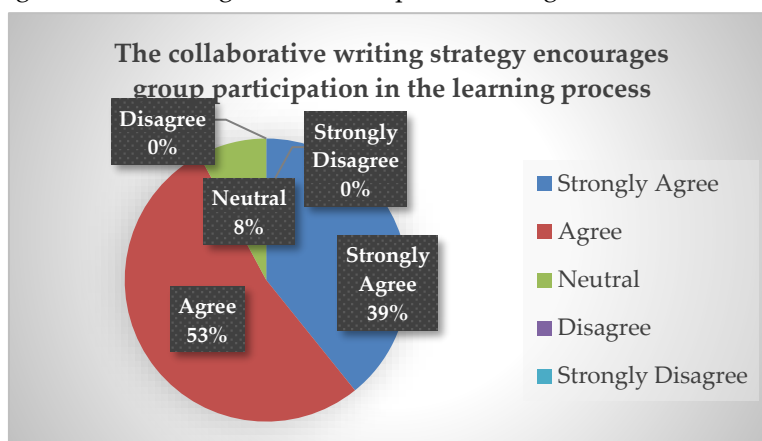 The collaborative writing strategy encourages
group participation in the learning process
Disagree
0%
Strongly
Disagree
0%
Neutral
8%
Strongly
Agree
39%
Agree
53%
Strongly Agree
Agree
Neutral
Disagree
Strongly Disagree